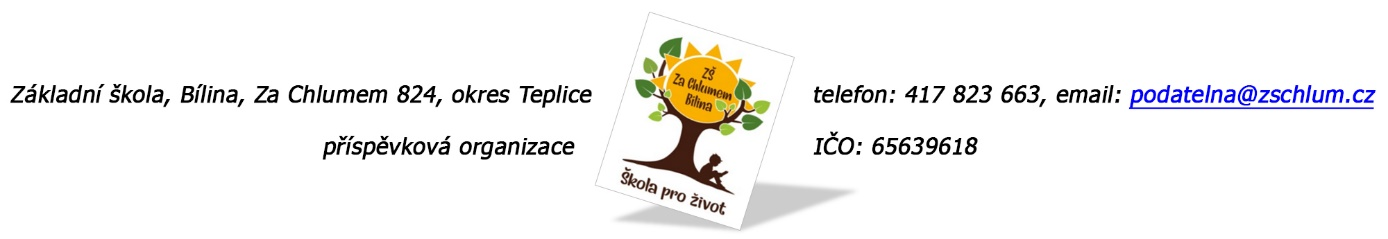 Základní škola, Bílina, Za Chlumem 824, okres Teplice
příspěvková organizace
ZŠ
Za Chlumem
Bílina
Škola pro život
telefon: 417 823 663, email: podatelna@zschlum.cz
IČO: 65639618